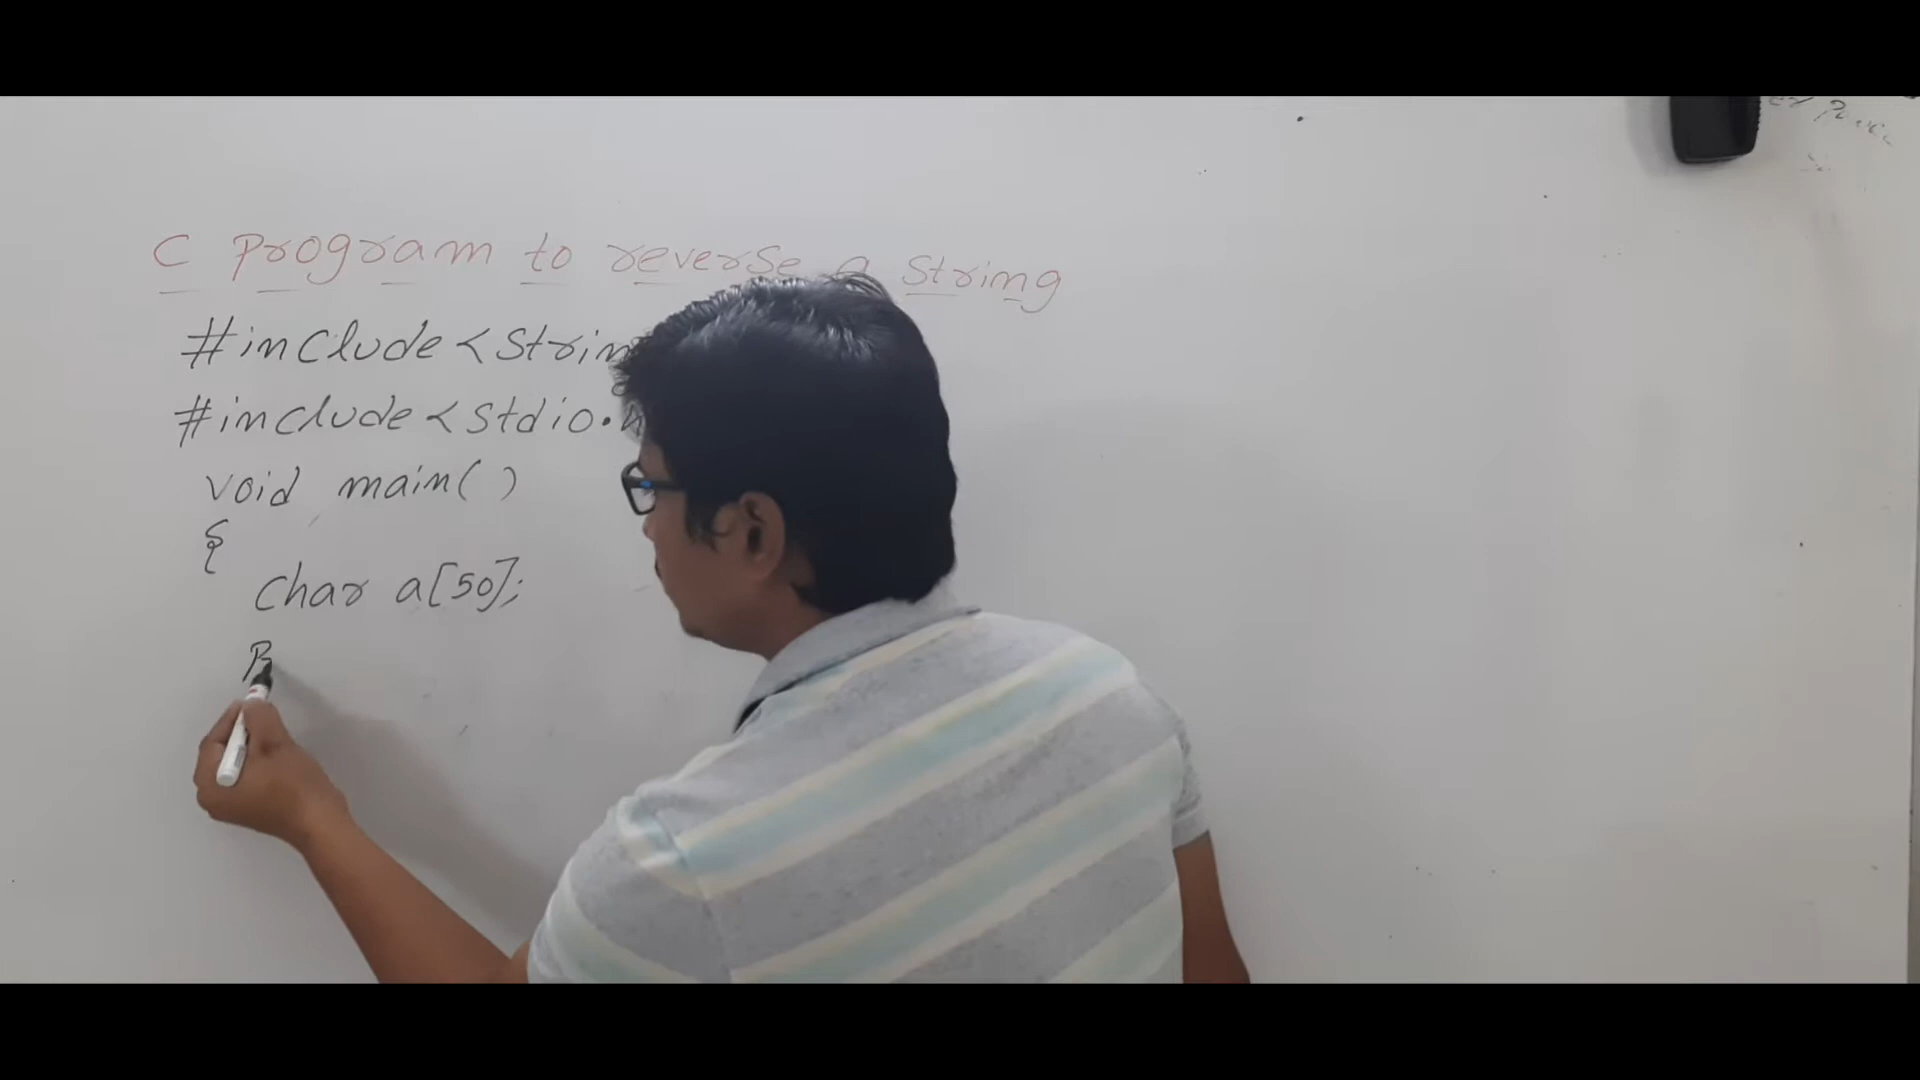 C Program to reverse a string
#include<strin
#include<stdio.h
void main()
{
char a[50];
P